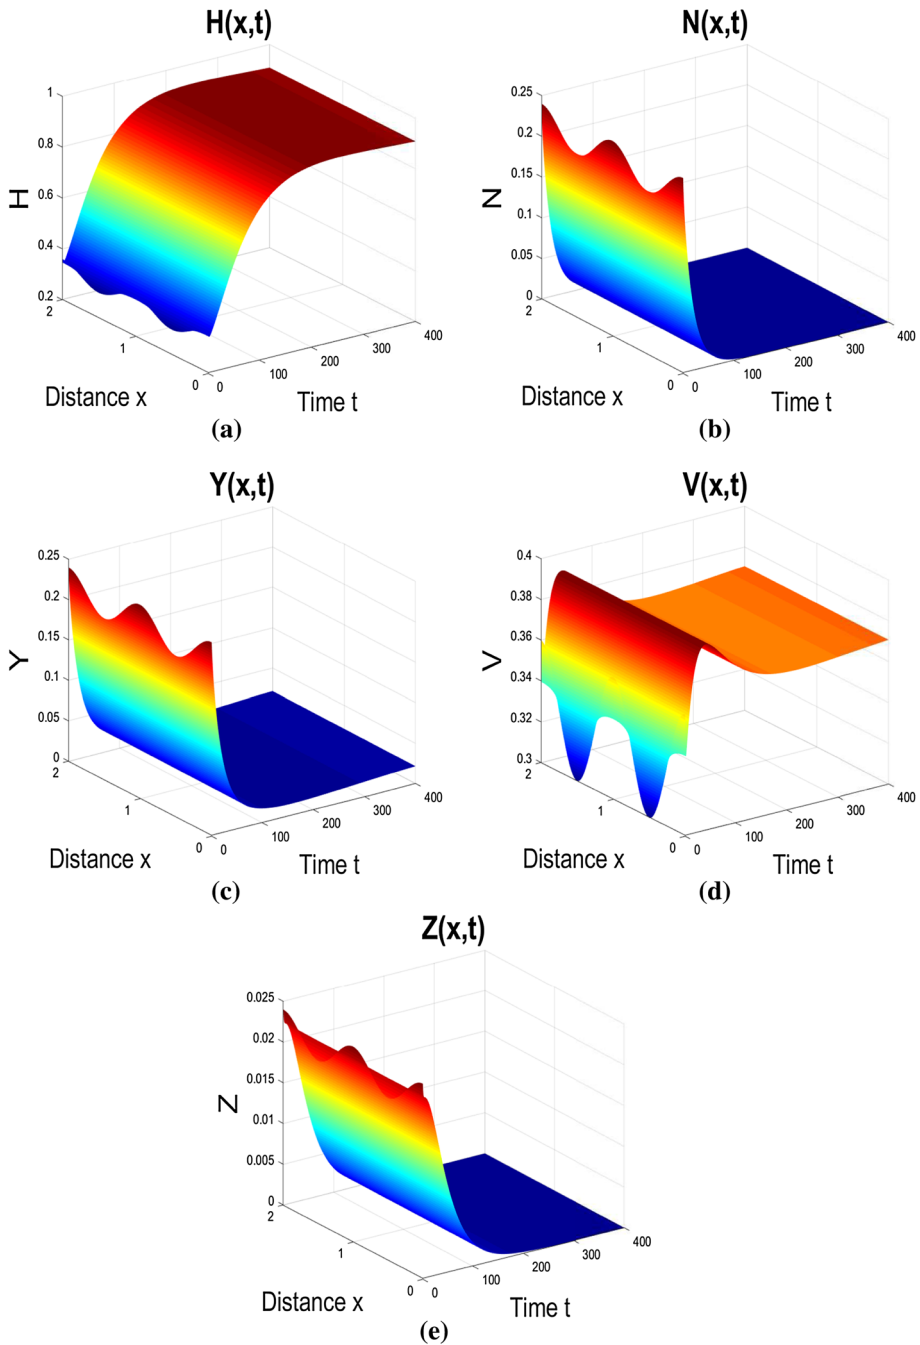 H(x,t)
1
0.8
0.6
0.4
0.2
H
2
1
0
Distance x
0
100
200
300
400
Time t
(a)
N(x,t)
0.25
0.2
0.15
0.1
0.05
0
N
2
1
0
Distance x
0
100
200
300
400
Time t
(b)
Y(x,t)
0.25
0.2
0.15
0.1
0.05
0
Y
2
1
0
Distance x
0
100
200
300
400
Time t
(c)
V(x,t)
0.4
0.38
0.36
0.34
0.32
0.3
V
2
1
0
Distance x
0
100
200
300
400
Time t
(d)
Z(x,t)
0.025
0.02
0.015
0.01
0.005
0
Z
2
1
0
Distance x
0
100
200
300
400
Time t
(e)